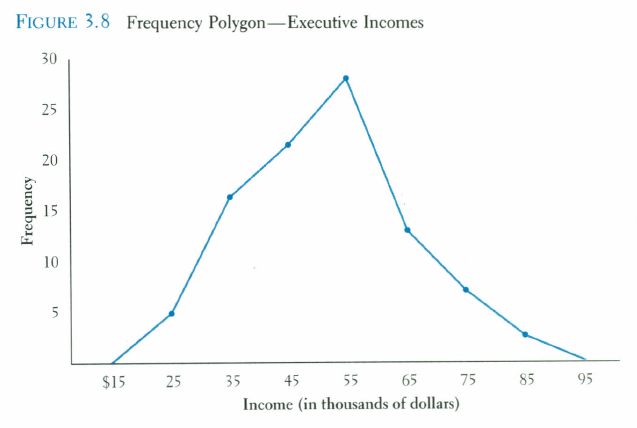 FIGURE 3.8 Frequency Polygon—Executive Incomes
30
25
20
15
10
5
Frequency
$15 25 35 45 55 65 75 85 95
Income (in thousands of dollars)